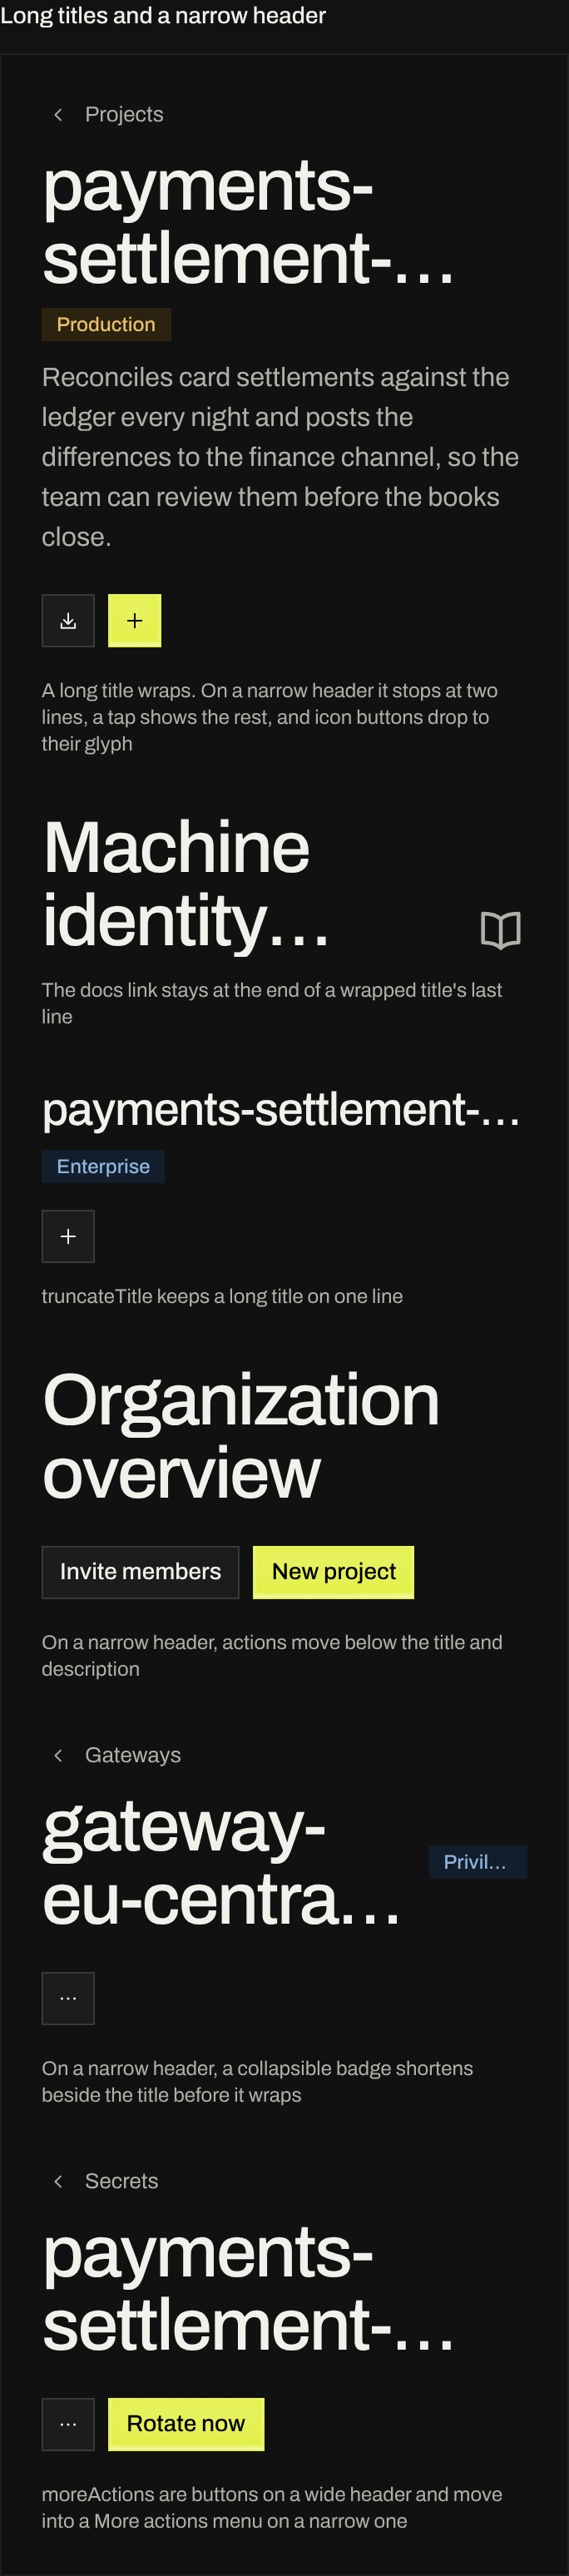 Long titles and a narrow header
Projects
payments-
settlement-...
Production
Reconciles card settlements against the
ledger every night and posts the
differences to the finance channel, so the
team can review them before the books
close.
A long title wraps. On a narrow header it stops at two
lines, a tap shows the rest, and icon buttons drop to
their glyph
Machine
identity...
The docs link stays at the end of a wrapped title's last
line
payments-settlement-...
Enterprise
truncateTitle keeps a long title on one line
Organization
overview
Invite members New project
On a narrow header, actions move below the title and
description
Gateways
gateway-
eu-centra...
Privil...
On a narrow header, a collapsible badge shortens
beside the title before it wraps
Secrets
payments-
settlement-...
Rotate now
moreActions are buttons on a wide header and move
into a More actions menu on a narrow one